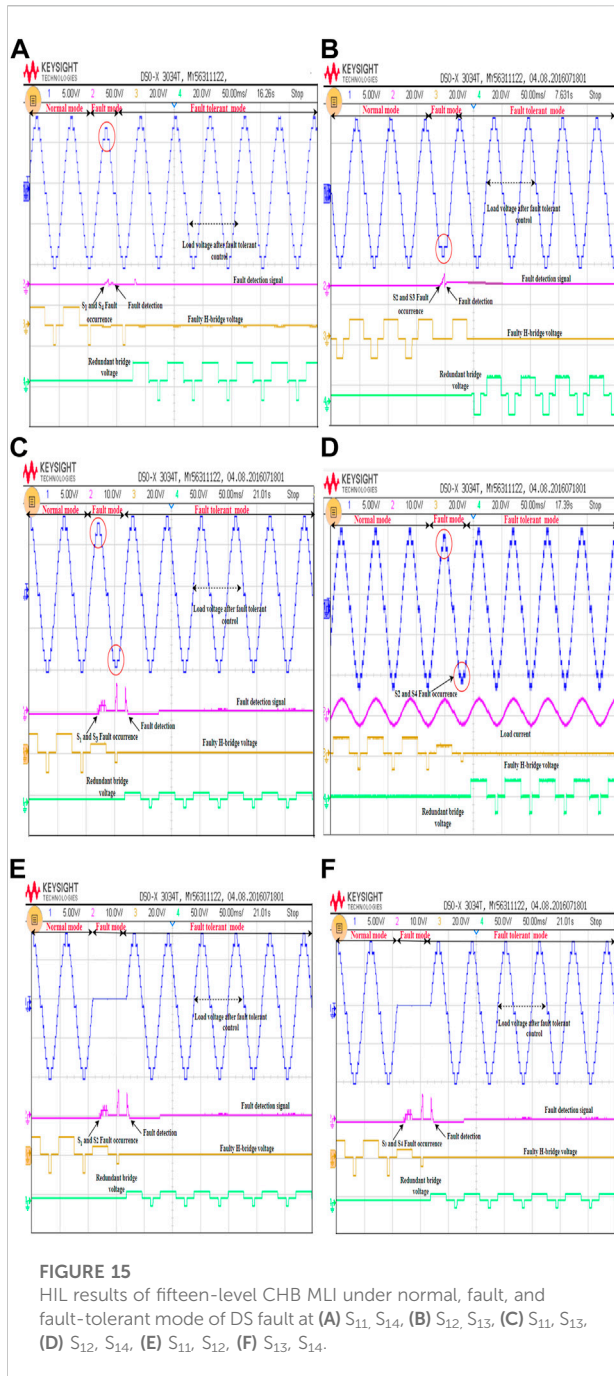 A
KEYSIGHT
TECHNOLOGIES
DSO-X 3034T, MY56311122,
1 5.00V/ 2 50.0V/ 3 20.0V/ 4 20.0V/ 50.00ms/ 16.26s Stop
Normal mode Fault mode Fault tolerant mode
Load voltage after fault tolerant
control
Fault detection signal
Fault detection
occurrence
Faulty H-bridge voltage
Redundant bridge
voltage
B
KEYSIGHT
TECHNOLOGIES
DSO-X 3034T, MY56311122, 04.08.2016071801
1 5.00V/ 2 50.0V/ 3 20.0V/ 4 20.0V/ 50.00ms/ 7.631s Stop
Normal mode Fault mode Fault tolerant mode
Load voltage after fault tolerant
control
Fault detection signal
S2 and S3 Fault
occurrence
Fault detection
Faulty H-bridge voltage
Redundant bridge
voltage
C
KEYSIGHT
TECHNOLOGIES
DSO-X 3034T, MY56311122, 04.08.2016071801
1 5.00V/ 2 10.0V/ 3 20.0V/ 4 20.0V/ 50.00ms/ 21.01s Stop
Normal mode Fault mode Fault tolerant mode
Load voltage after fault tolerant
control
Fault detection signal
Fault detection
S₁ and S₃ Fault occurrence
Faulty H-bridge voltage
Redundant bridge
voltage
D
KEYSIGHT
TECHNOLOGIES
DSO-X 3034T, MY56311122, 04.08.2016071801
1 5.00V/ 2 10.0V/ 3 20.0V/ 4 20.0V/ 50.00ms/ 17.39s Stop
Normal mode Fault mode Fault tolerant mode
S2 and S4 Fault occurrence
Load current
Faulty H-bridge voltage
Redundant bridge
voltage
E
KEYSIGHT
TECHNOLOGIES
DSO-X 3034T, MY56311122, 04.08.2016071801
1 5.00V/ 2 10.0V/ 3 20.0V/ 4 20.0V/ 50.00ms/ 21.01s Stop
Normal mode Fault mode Fault tolerant mode
Load voltage after fault tolerant
control
Fault detection signal
S₁ and S2 Fault occurrence
Fault detection
Faulty H-bridge voltage
Redundant bridge
voltage
F
KEYSIGHT
TECHNOLOGIES
DSO-X 3034T, MY56311122, 04.08.2016071801
1 5.00V/ 2 10.0V/ 3 20.0V/ 4 20.0V/ 50.00ms/ 21.01s Stop
Normal mode Fault mode Fault tolerant mode
Load voltage after fault tolerant
control
Fault detection signal
S3 and S4 Fault occurrence
Fault detection
Faulty H-bridge voltage
Redundant bridge
voltage
FIGURE 15
HIL results of fifteen-level CHB MLI under normal, fault, and
fault-tolerant mode of DS fault at (A) S₁₁, S₁₄, (B) S₁₂, S₁₃, (C) S₁₁, S₁₃,
(D) S₁₂, S₁₄, (E) S₁₁, S₁₂, (F) S₁₃, S₁₄.